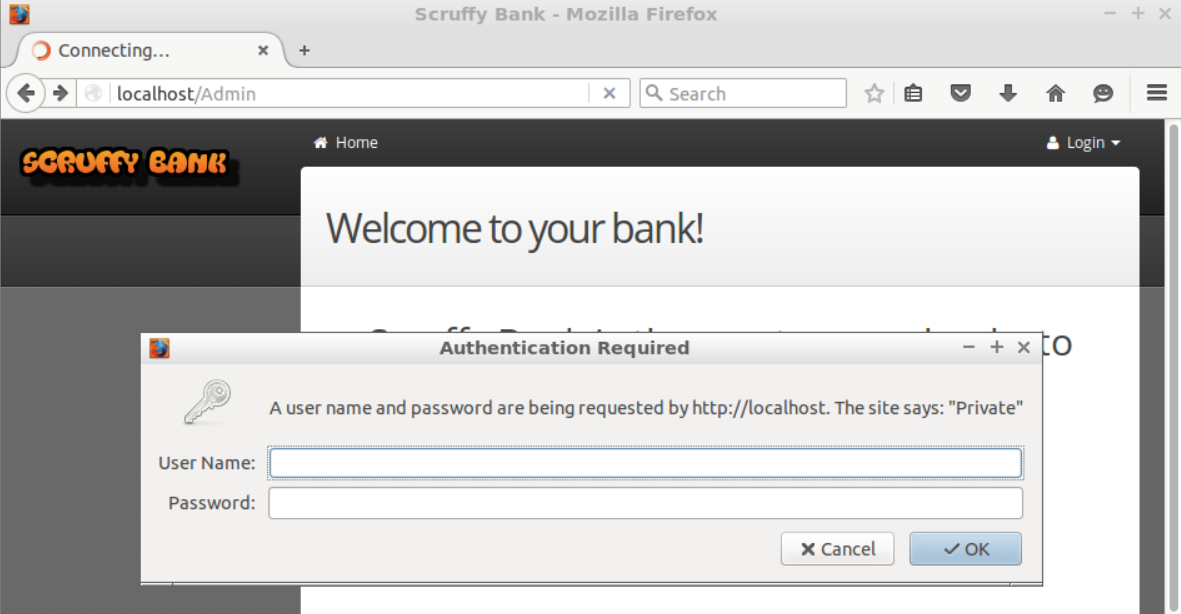 Scruffy Bank - Mozilla Firefox
Connecting...
localhost/Admin
Search
SCRUFFY BANK
Home
Login
Welcome to your bank!
to
Authentication Required
A user name and password are being requested by http://localhost. The site says: "Private"
User Name:
Password:
Cancel
OK